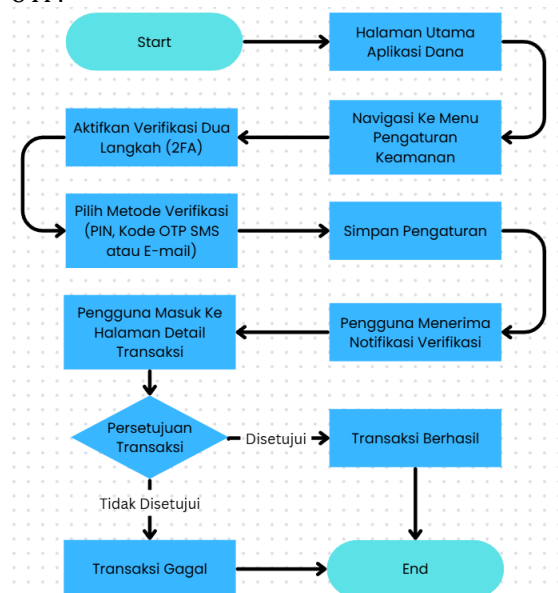 Start
Halaman Utama
Aplikasi Dana
Navigasi Ke Menu
Pengaturan
Keamanan
Aktifkan Verifikasi Dua
Langkah (2FA)
Pilih Metode Verifikasi
(PIN, Kode OTP SMS
atau E-mail)
Simpan Pengaturan
Pengguna Menerima
Notifikasi Verifikasi
Pengguna Masuk Ke
Halaman Detail
Transaksi
Persetujuan
Transaksi
Disetujui
Transaksi Berhasil
Tidak Disetujui
Transaksi Gagal
End